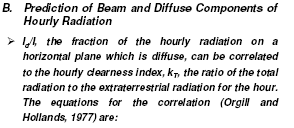 B. Prediction of Beam and Diffuse Components of
Hourly Radiation
➢ Id/I, the fraction of the hourly radiation on a
horizontal plane which is diffuse, can be correlated
to the hourly clearness index, kT, the ratio of the total
radiation to the extraterrestrial radiation for the hour.
The equations for the correlation (Orgill and
Hollands, 1977) are: